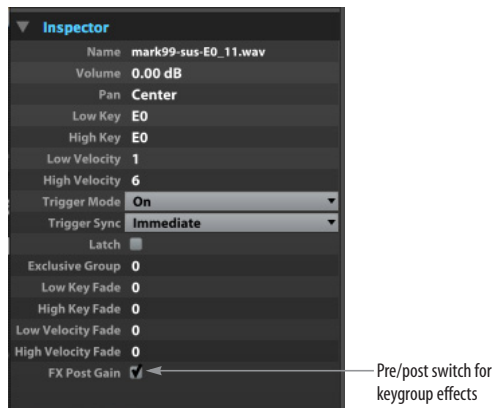 Inspector
Name mark99-sus-E0_11.wav
Volume 0.00 dB
Pan Center
Low Key E0
High Key E0
Low Velocity 1
High Velocity 6
Trigger Mode On
Trigger Sync Immediate
Latch
Exclusive Group 0
Low Key Fade 0
High Key Fade 0
Low Velocity Fade 0
High Velocity Fade 0
FX Post Gain
Pre/post switch for
keygroup effects